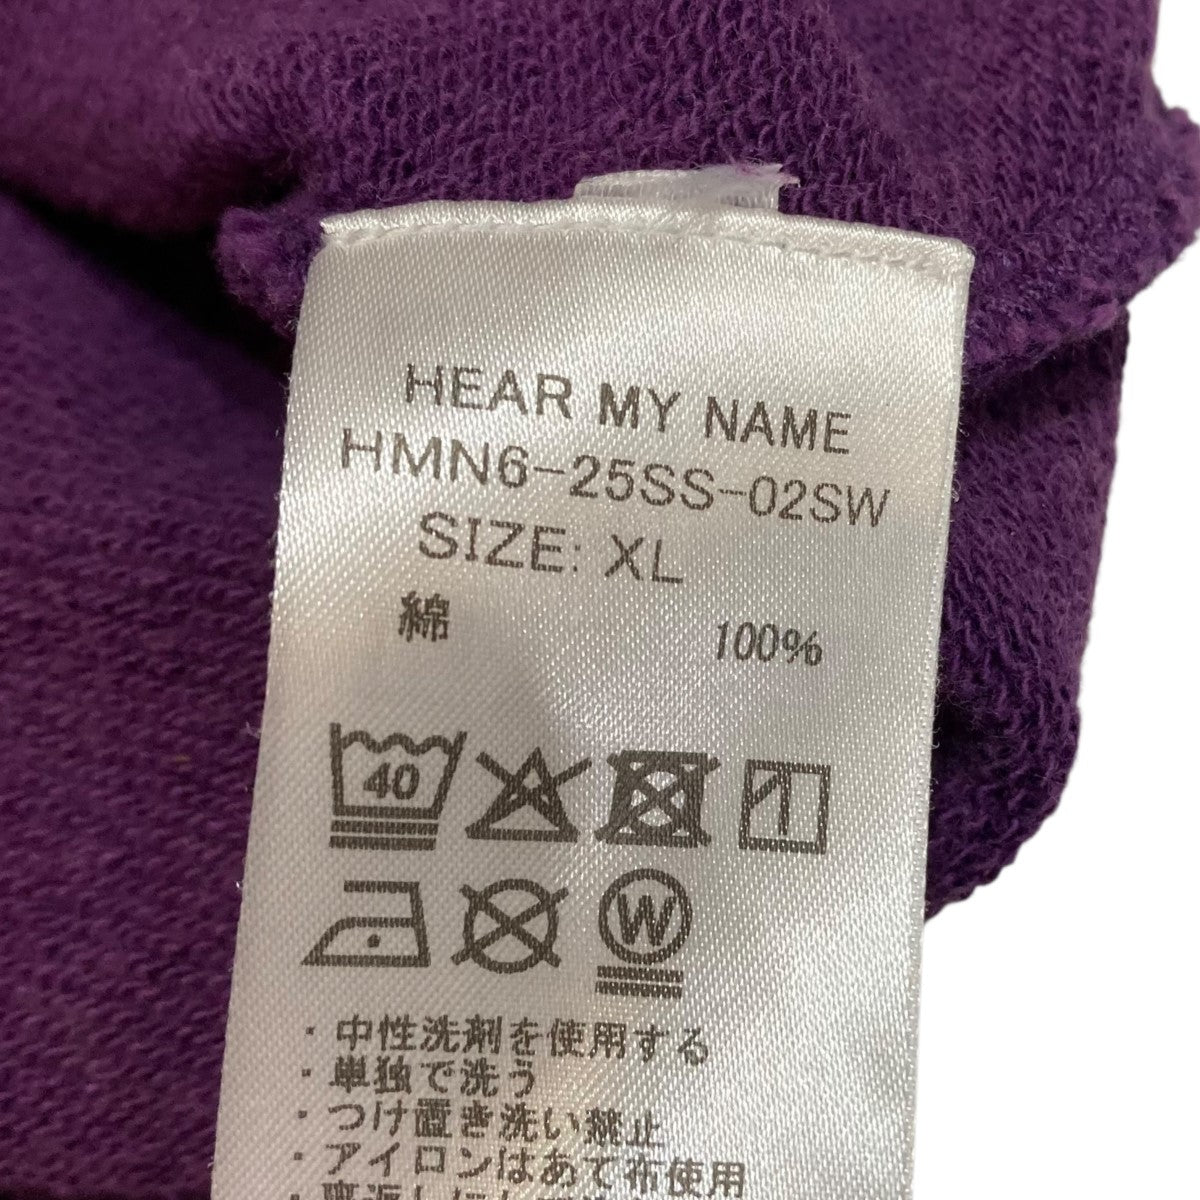 HEAR MY NAME
HMN6-25SS-02SW
SIZE: XL
綿 100%
40
W
・中性洗剤を使用する
・単独で洗う
・つけ置き洗い禁止
・アイロンはあて布使用